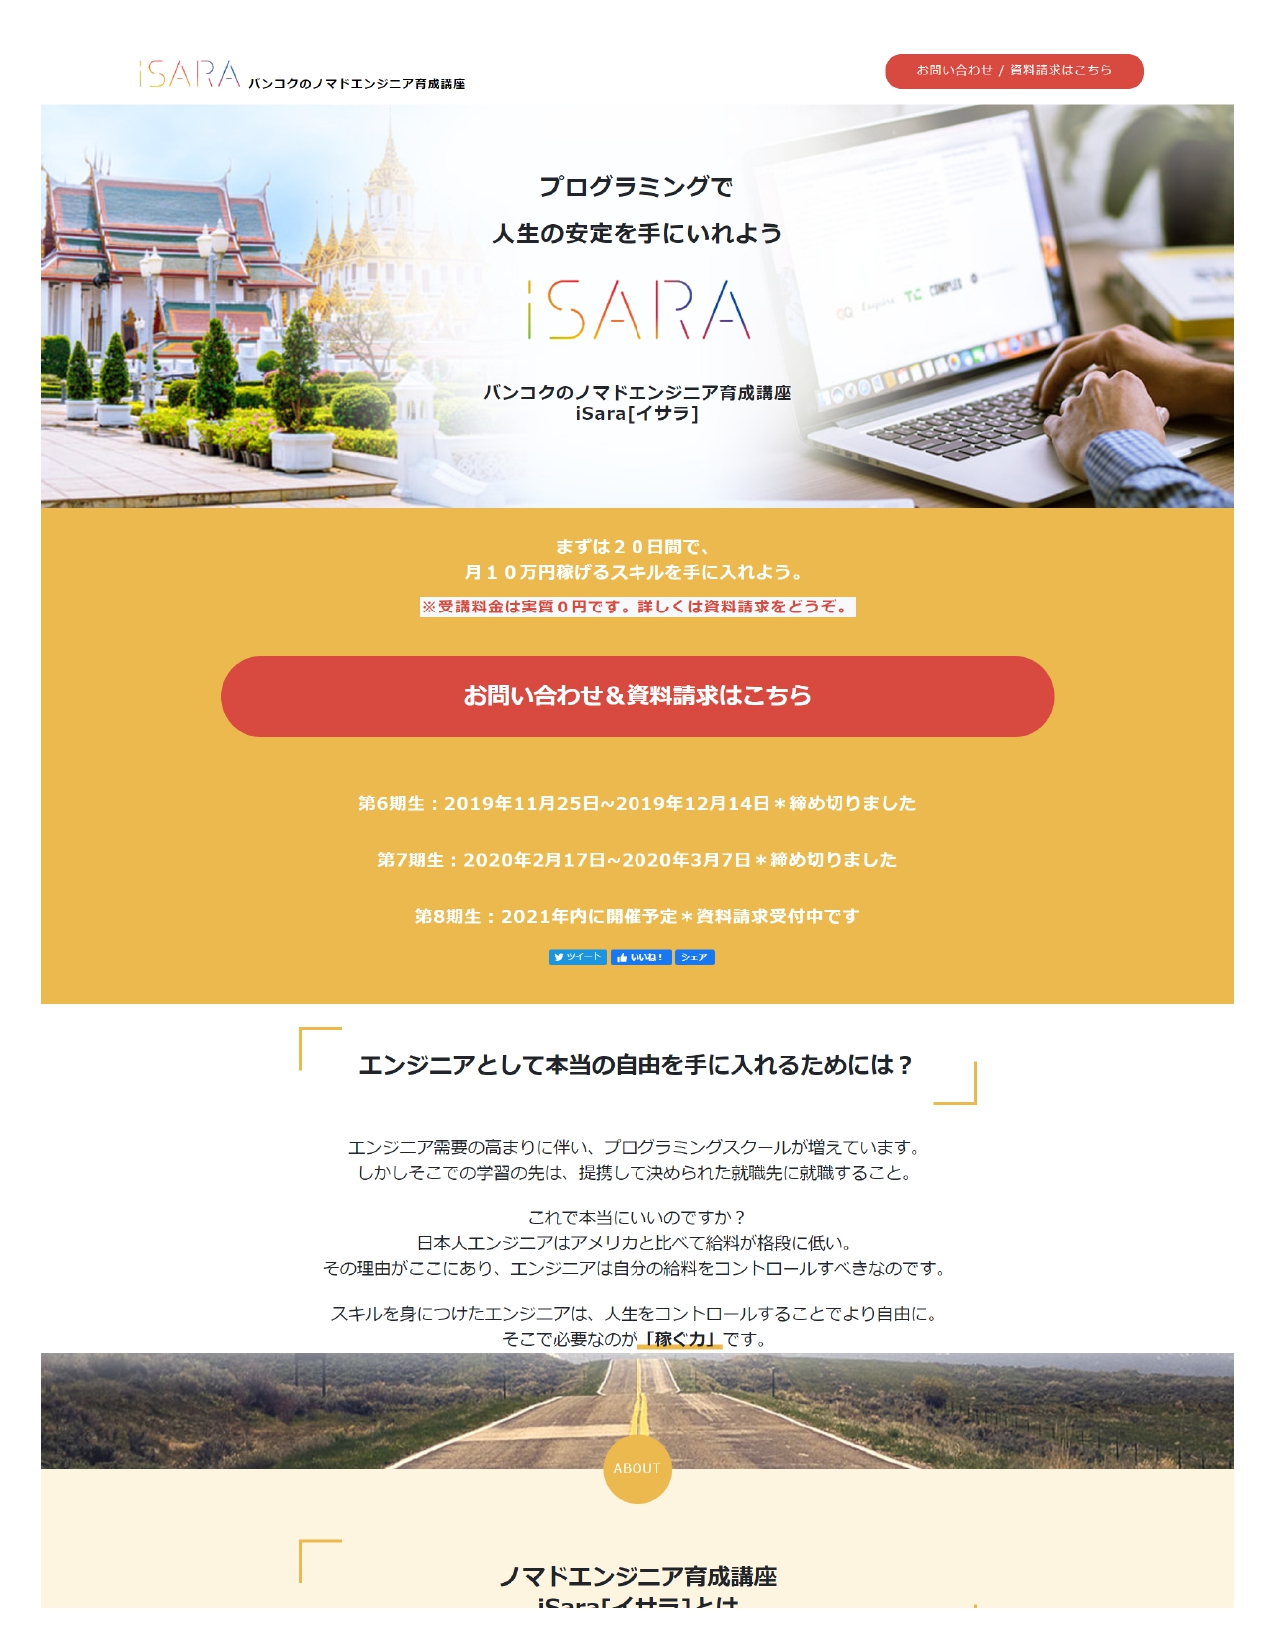 iSARA バンコクのノマドエンジニア育成講座
お問い合わせ / 資料請求はこちら
プログラミングで
人生の安定を手にいれよう
iSARA
バンコクのノマドエンジニア育成講座
iSara[イサラ]
まずは２０日間で、
月１０万円稼げるスキルを手に入れよう。
※受講料金は実質０円です。詳しくは資料請求をどうぞ。
お問い合わせ＆資料請求はこちら
第6期生：2019年11月25日~2019年12月14日＊締め切りました
第7期生：2020年2月17日~2020年3月7日＊締め切りました
第8期生：2021年内に開催予定＊資料請求受付中です
ツイート いいね！ シェア
エンジニアとして本当の自由を手に入れるためには？
エンジニア需要の高まりに伴い、プログラミングスクールが増えています。
しかしそこでの学習の先は、提携して決められた就職先に就職すること。
これで本当にいいのですか？
日本人エンジニアはアメリカと比べて給料が格段に低い。
その理由がここにあり、エンジニアは自分の給料をコントロールすべきなのです。
スキルを身につけたエンジニアは、人生をコントロールすることでより自由に。
そこで必要なのが「稼ぐ力」です。
ABOUT
ノマドエンジニア育成講座
iSara[イサラ]とは